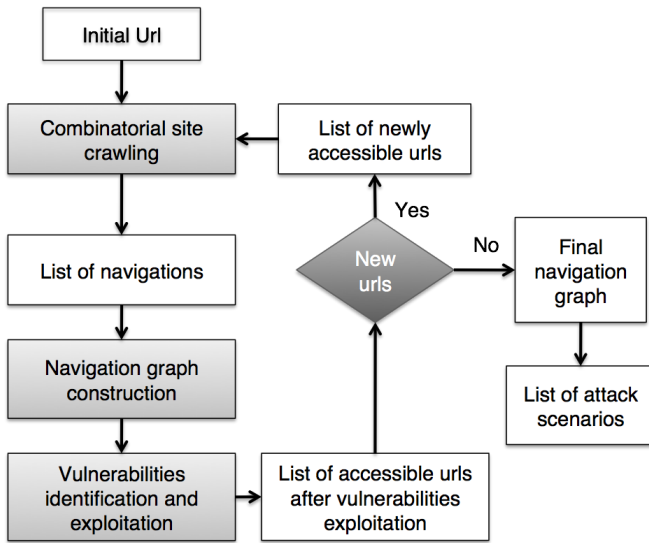 Initial Url
Combinatorial site
crawling
List of newly
accessible urls
Yes
List of navigations
New
urls
No
Final
navigation
graph
Navigation graph
construction
List of attack
scenarios
Vulnerabilities
identification and
exploitation
List of accessible urls
after vulnerabilities
exploitation